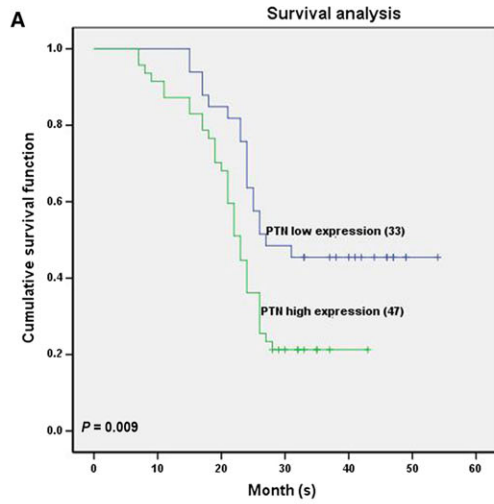 A
Survival analysis
Cumulative survival function
1.0
0.8
0.6
0.4
0.2
0.0
PTN low expression (33)
PTN high expression (47)
P = 0.009
0 10 20 30 40 50 60
Month (s)